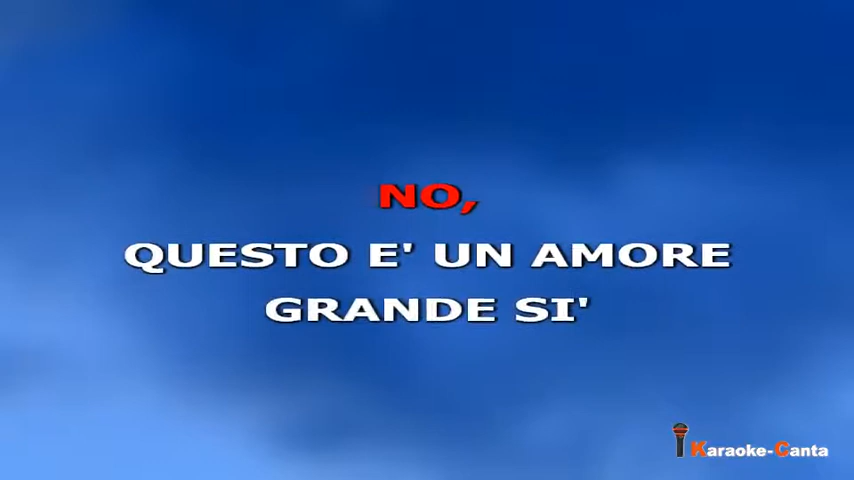 NO,
QUESTO E' UN AMORE
GRANDE SI'
Karaoke-Canta